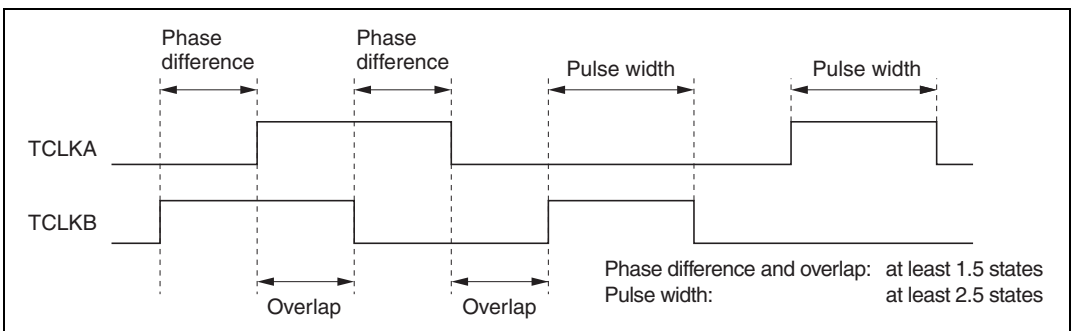 Phase
difference
Phase
difference
Pulse width
Pulse width
TCLKA
TCLKB
Overlap
Overlap
Phase difference and overlap: at least 1.5 states
Pulse width: at least 2.5 states